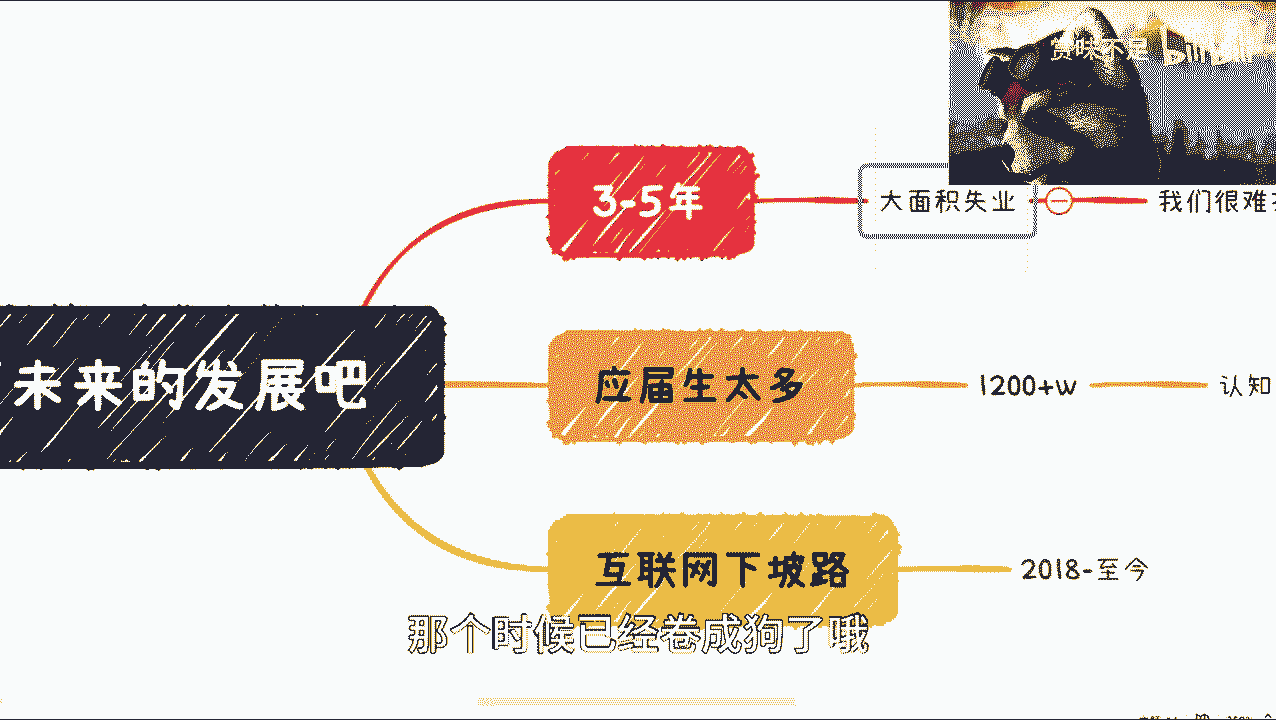 赏味不足
3-5年
大面积失业
我们很难
未来的发展吧
应届生太多
1200+w
认知
互联网下坡路
2018-至今
那个时候已经卷成狗了哦